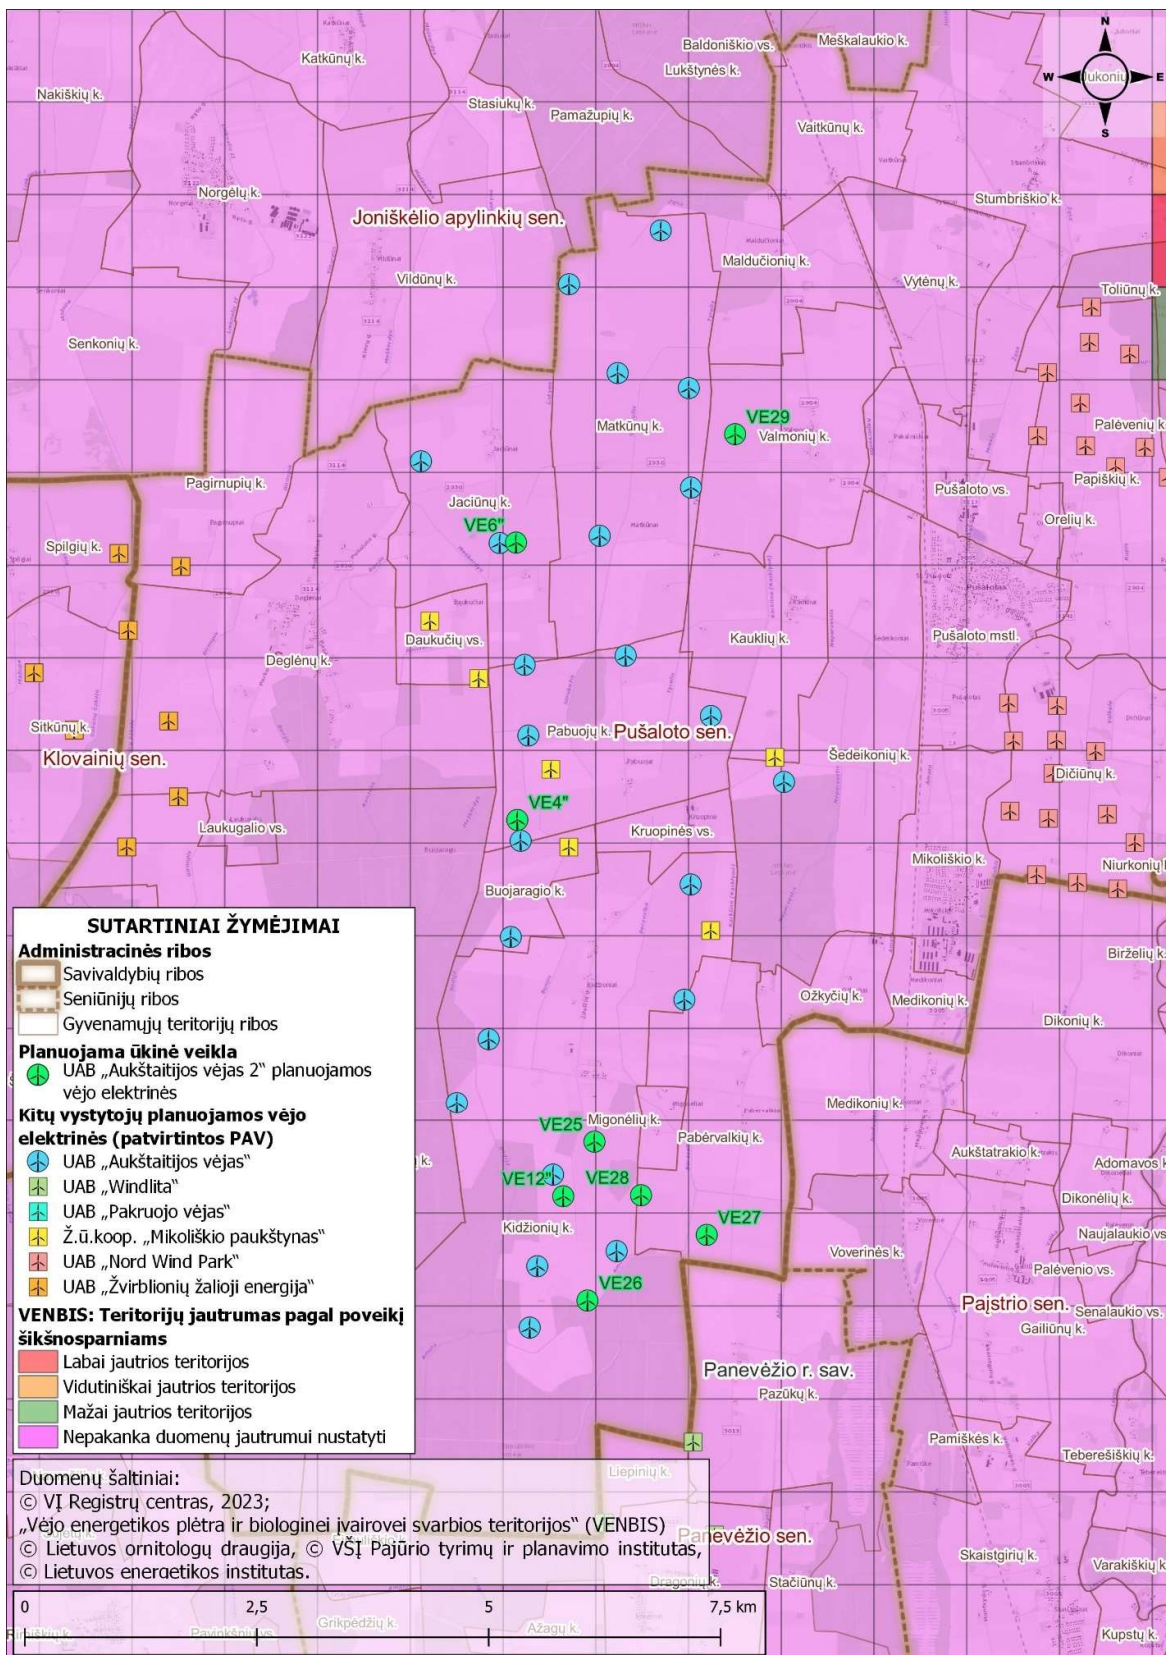 Baldoniškio vs.
Meškalaukio k.
N
Katkūnų k.
Lukštynės k.
W
Jukonių
E
Nakiškių k.
Stasiukų k.
Pamažupių k.
Vaitkūnų k.
S
Norgėlų k.
Stumbriškio k.
Joniškėlio apylinkių sen.
Maldučionių k.
Vildūnų k.
Vytėnų k.
Toliūnų k.
Senkonių k.
VE29
Matkūnų k.
Valmonių k.
Palėvenių k.
Pagirnupių k.
Papiškių k.
Jaciūnų k.
Pušaloto vs.
VE6"
Orelių k.
Spilgių k.
Daukučių vs.
Kauklių k.
Pušaloto mstl.
Deglėnų k.
Sitkūnų k.
Pabuojų k.
Pušaloto sen.
Klovainių sen.
Šedeikonių k.
Dičiūnų k.
VE4"
Laukugalio vs.
Kruopinės vs.
Mikoliškio k.
Niurkonių
Buojaragio k.
SUTARTINIAI ŽYMĖJIMAI
Administracinės ribos
Savivaldybių ribos
Seniūnijų ribos
Gyvenamųjų teritorijų ribos
Planuojama ūkinė veikla
UAB „Aukštaitijos vėjas 2“ planuojamos
vėjo elektrinės
Kitų vystytojų planuojamos vėjo
elektrinės (patvirtintos PAV)
UAB „Aukštaitijos vėjas“
UAB „Windlita“
UAB „Pakruojo vėjas“
Ž.ū.koop. „Mikoliškio paukštynas“
UAB „Nord Wind Park“
UAB „Žvirblionių žalioji energija“
VENBIS: Teritorijų jautrumas pagal poveikį
šikšnosparniams
Labai jautrios teritorijos
Vidutiniškai jautrios teritorijos
Mažai jautrios teritorijos
Nepakanka duomenų jautrumui nustatyti
Birželių k.
Ožkyčių k.
Medikonių k.
Dikonių k.
Medikonių k.
VE25
Migonėlių k.
Pabėrvalkių k.
Aukštatrakio k.
Adomavos k
VE12"
VE28
Dikonėlių k.
Kidžionių k.
VE27
Naujalaukio vs
Voverinės k.
Palėvenio vs.
VE26
Paįstrio sen.
Senalaukio vs.
Gailiūnų k.
Panevėžio r. sav.
Pazūkų k.
Pamiškės k.
Teberešiškių k.
Liepinių k.
Panevėžio sen.
Skaistgirių k.
Varakiškių k.
Dragonių k.
Stačiūnų k.
Duomenų šaltiniai:
© VĮ Registrų centras, 2023;
„Vėjo energetikos plėtra ir biologinei įvairovei svarbios teritorijos“ (VENBIS)
© Lietuvos ornitologų draugija, © VŠĮ Pajūrio tyrimų ir planavimo institutas,
© Lietuvos energetikos institutas.
0
2,5
5
7,5 km
Grikpėdžių k.
Ažagų k.
Kupstų k.